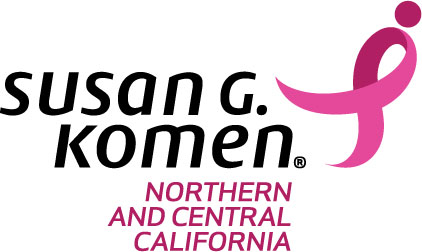 susan G.
komen®
NORTHERN
AND CENTRAL
CALIFORNIA